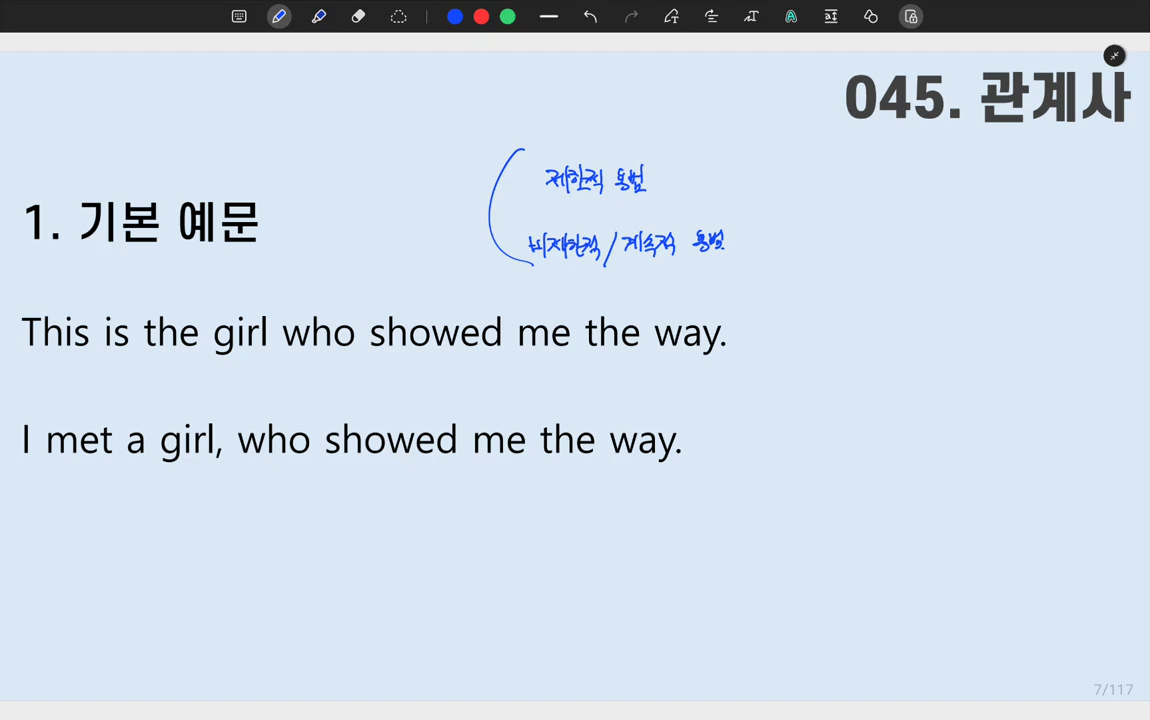 045. 관계사
제한적 용법
1. 기본 예문
비제한적/계속적 용법
This is the girl who showed me the way.
I met a girl, who showed me the way.
7/117